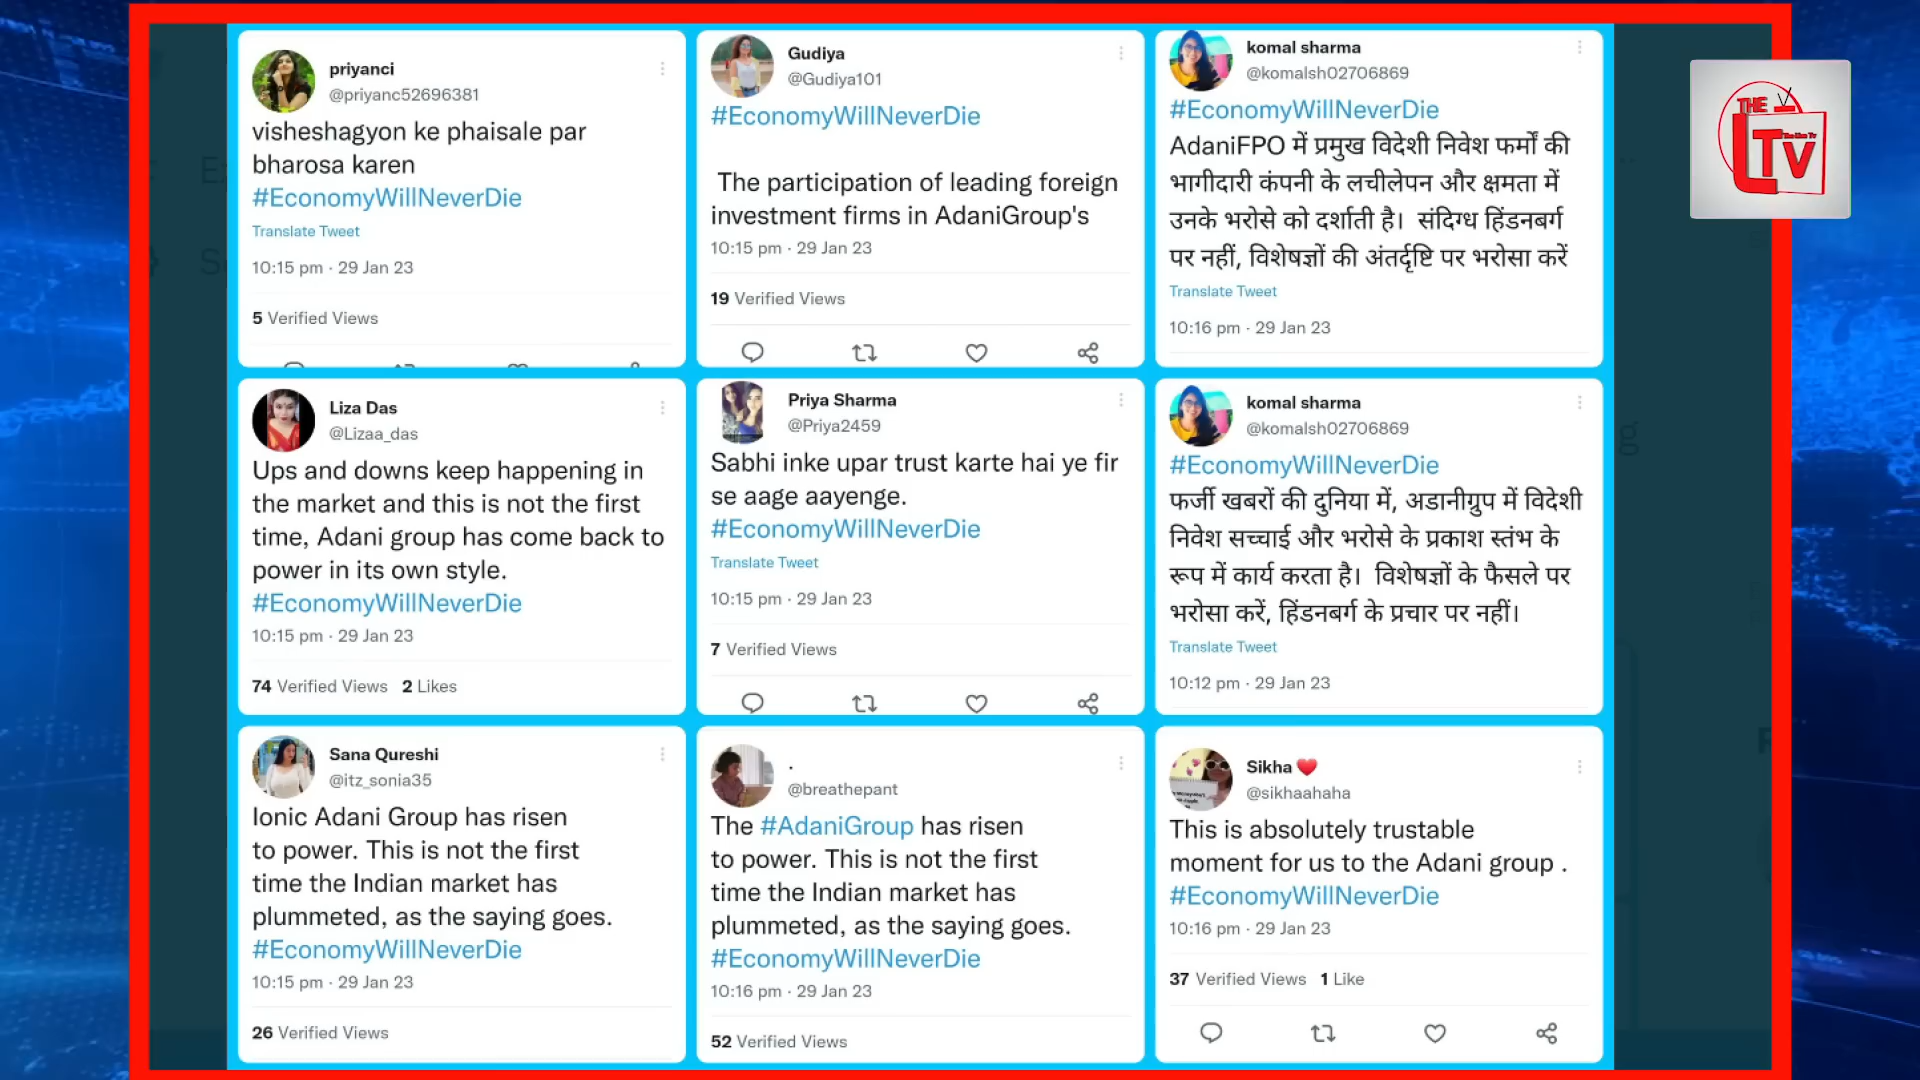 priyanci
@priyanc52696381
visheshagyon ke phaisale par
bharosa karen
#EconomyWillNeverDie
Translate Tweet
10:15 pm · 29 Jan 23
5 Verified Views
Gudiya
@Gudiya101
#EconomyWillNeverDie
The participation of leading foreign
investment firms in AdaniGroup's
10:15 pm · 29 Jan 23
19 Verified Views
komal sharma
@komalsh02706869
#EconomyWillNeverDie
AdaniFPO में प्रमुख विदेशी निवेश फर्मों की
भागीदारी कंपनी के लचीलेपन और क्षमता में
उनके भरोसे को दर्शाती है। संदिग्ध हिंडनबर्ग
पर नहीं, विशेषज्ञों की अंतर्दृष्टि पर भरोसा करें
Translate Tweet
10:16 pm · 29 Jan 23
Liza Das
@Lizaa_das
Ups and downs keep happening in
the market and this is not the first
time, Adani group has come back to
power in its own style.
#EconomyWillNeverDie
10:15 pm · 29 Jan 23
74 Verified Views 2 Likes
Priya Sharma
@Priya2459
Sabhi inke upar trust karte hai ye fir
se aage aayenge.
#EconomyWillNeverDie
Translate Tweet
10:15 pm · 29 Jan 23
7 Verified Views
komal sharma
@komalsh02706869
#EconomyWillNeverDie
फर्जी खबरों की दुनिया में, अडानीग्रुप में विदेशी
निवेश सच्चाई और भरोसे के प्रकाश स्तंभ के
रूप में कार्य करता है। विशेषज्ञों के फैसले पर
भरोसा करें, हिंडनबर्ग के प्रचार पर नहीं।
Translate Tweet
10:12 pm · 29 Jan 23
Sana Qureshi
@itz_sonia35
Ionic Adani Group has risen
to power. This is not the first
time the Indian market has
plummeted, as the saying goes.
#EconomyWillNeverDie
10:15 pm · 29 Jan 23
26 Verified Views
.
@breathepant
The #AdaniGroup has risen
to power. This is not the first
time the Indian market has
plummeted, as the saying goes.
#EconomyWillNeverDie
10:16 pm · 29 Jan 23
52 Verified Views
Sikha ❤️
@sikhaahaha
This is absolutely trustable
moment for us to the Adani group .
#EconomyWillNeverDie
10:16 pm · 29 Jan 23
37 Verified Views 1 Like
THE
LTV